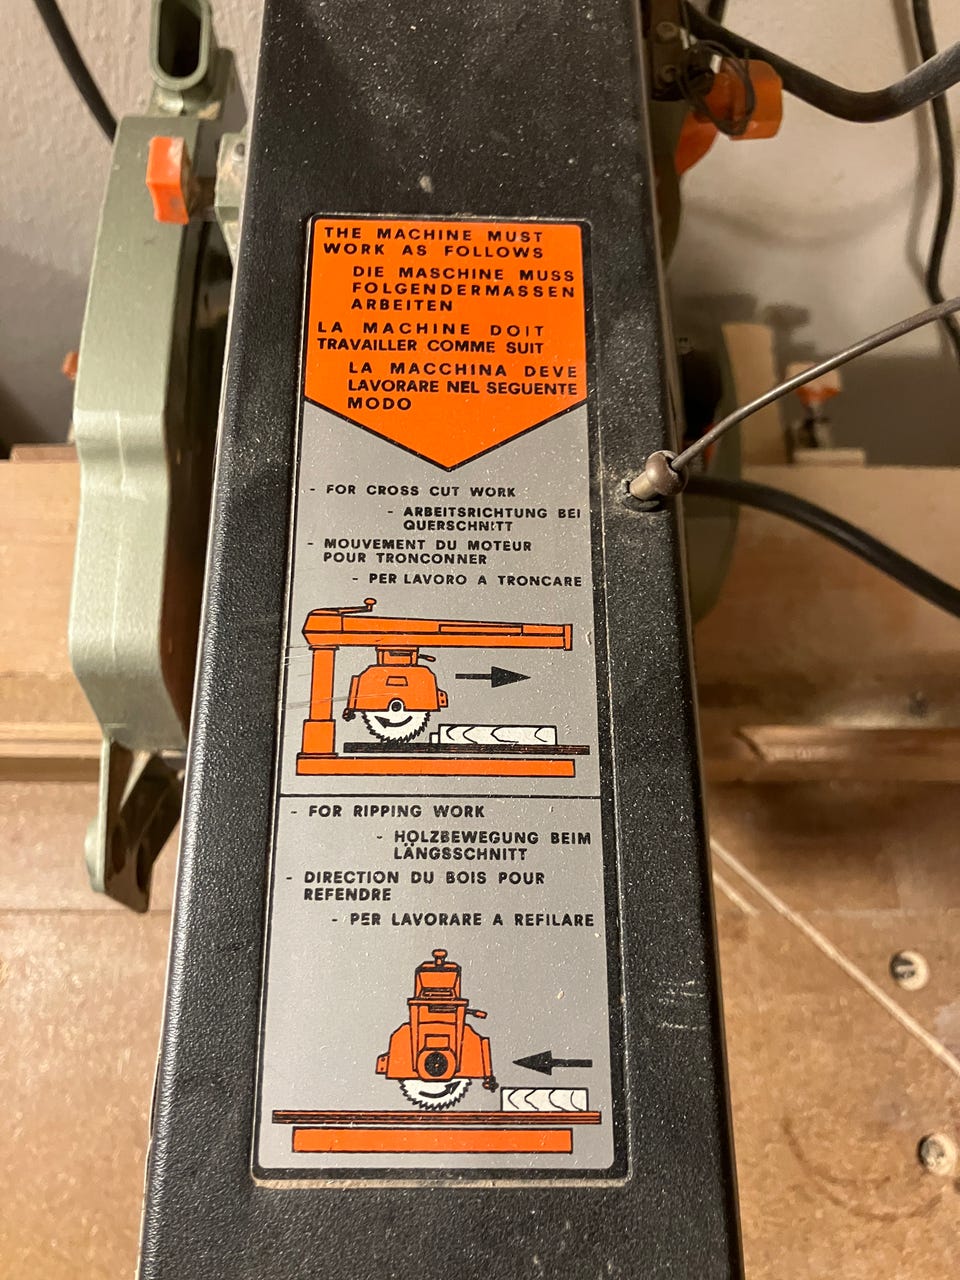 THE MACHINE MUST
WORK AS FOLLOWS
DIE MASCHINE MUSS
FOLGENDERMASSEN
ARBEITEN
LA MACHINE DOIT
TRAVAILLER COMME SUIT
LA MACCHINA DEVE
LAVORARE NEL SEGUENTE
MODO
- FOR CROSS CUT WORK
- ARBEITSRICHTUNG BEI
QUERSCHNITT
- MOUVEMENT DU MOTEUR
POUR TRONCONNER
- PER LAVORO A TRONCARE
- FOR RIPPING WORK
- HOLZBEWEGUNG BEIM
LÄNGSSCHNITT
- DIRECTION DU BOIS POUR
REFENDRE
- PER LAVORARE A REFILARE